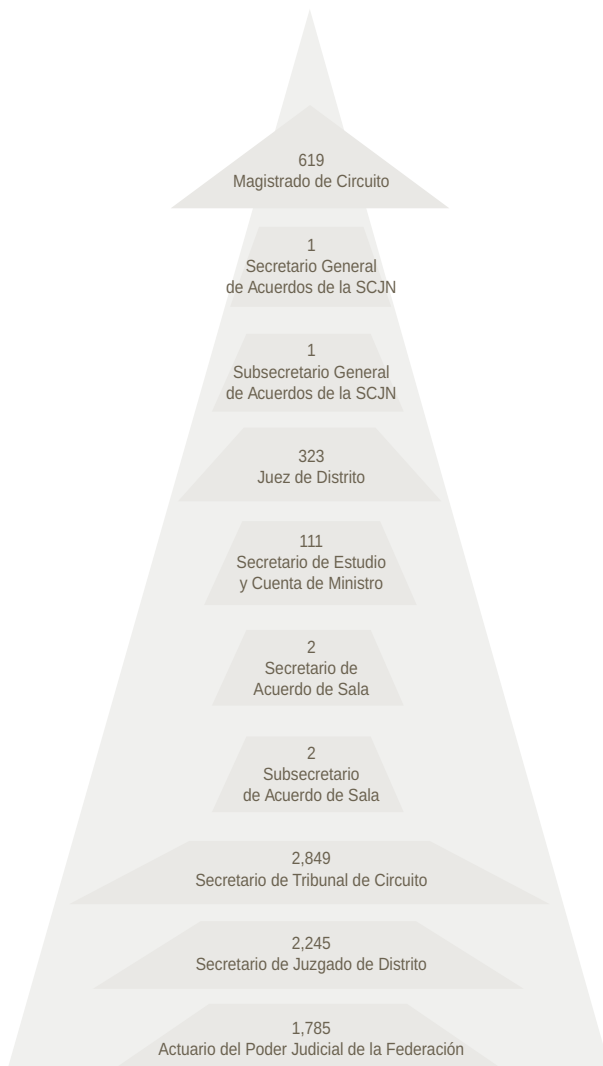 619
Magistrado de Circuito
1
Secretario General
de Acuerdos de la SCJN
1
Subsecretario General
de Acuerdos de la SCJN
323
Juez de Distrito
111
Secretario de Estudio
y Cuenta de Ministro
2
Secretario de
Acuerdo de Sala
2
Subsecretario
de Acuerdo de Sala
2,849
Secretario de Tribunal de Circuito
2,245
Secretario de Juzgado de Distrito
1,785
Actuario del Poder Judicial de la Federación